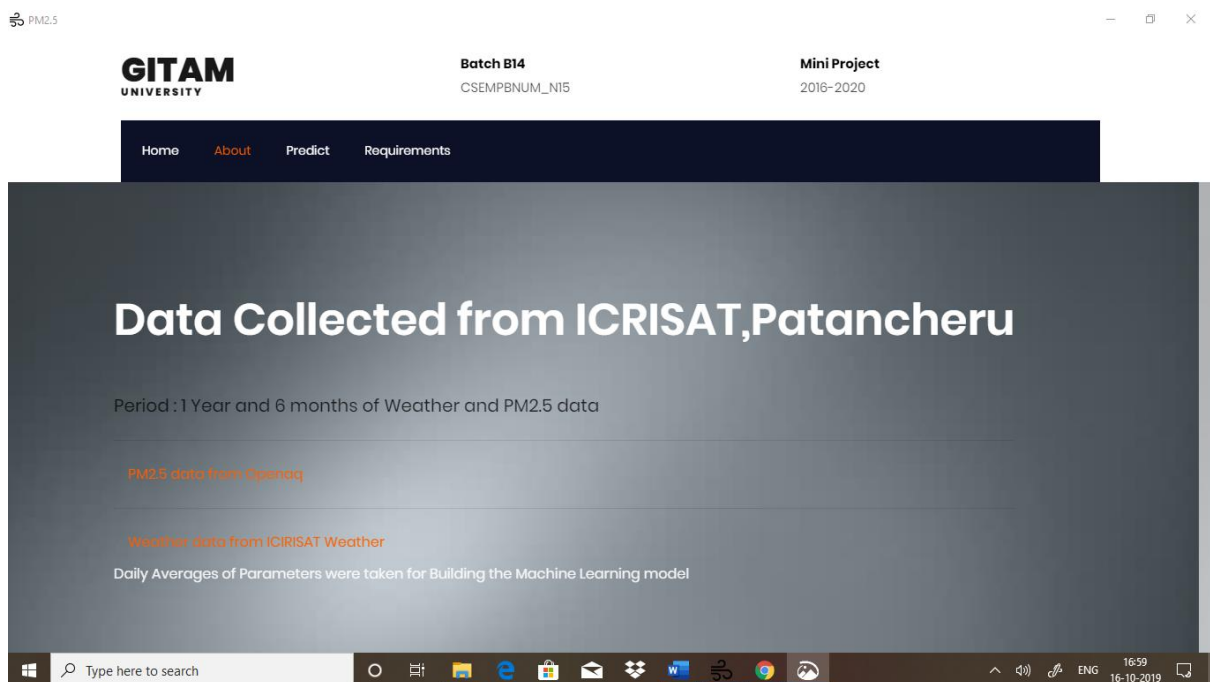 PM2.5
GITAM
UNIVERSITY
Batch B14
CSEMPBNUM_N15
Mini Project
2016-2020
Home About Predict Requirements
Data Collected from ICRISAT,Patancheru
Period : 1 Year and 6 months of Weather and PM2.5 data
PM2.5 data from Openaq
Weather data from ICIRISAT Weather
Daily Averages of Parameters were taken for Building the Machine Learning model
Type here to search
ENG
16:59
16-10-2019